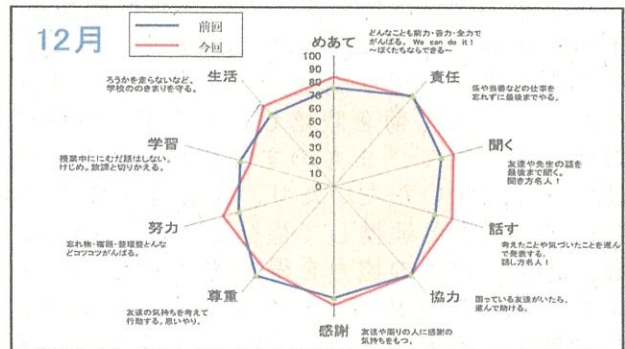 12月
前回
今回
めあて
どんなことも前力・各力・全力で
がんばる。 We can do it！
～ぼくたちならできる～
100
90
80
70
60
50
40
30
20
10
0
責任
係や当番などの仕事を
忘れずに最後までやる。
聞く
友達や先生の話を
最後まで聞く。
聞き方名人！
話す
考えたことや気づいたことを進ん
で発表する。
話し方名人！
協力
困っている友達がいたら、
進んで助ける。
感謝
友達や周りの人に感謝の
気持ちをもつ。
尊重
友達の気持ちを考えて
行動する。思いやり。
努力
忘れ物・宿題・整理整とんな
どコツコツがんばる。
学習
授業中ににむだ話はしない。
けじめ。放課と切りかえる。
生活
ろうかを走らないなど、
学校ののきまりを守る。